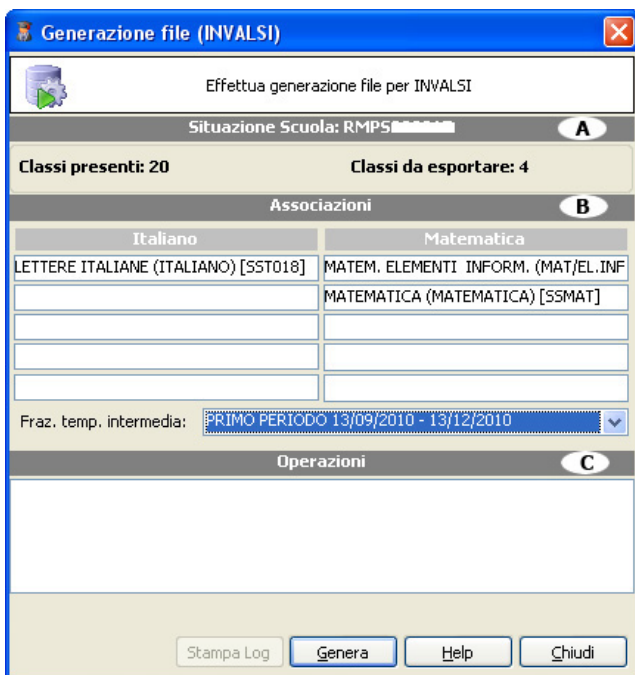 Generazione file (INVALSI)
Effettua generazione file per INVALSI
Situazione Scuola: RMPS A
Classi presenti: 20 Classi da esportare: 4
Associazioni B
Italiano Matematica
LETTERE ITALIANE (ITALIANO) [SST018] MATEM. ELEMENTI INFORM. (MAT/EL.INF
MATEMATICA (MATEMATICA) [SSMAT]
Fraz. temp. intermedia: PRIMO PERIODO 13/09/2010 - 13/12/2010
Operazioni C
Stampa Log Genera Help Chiudi